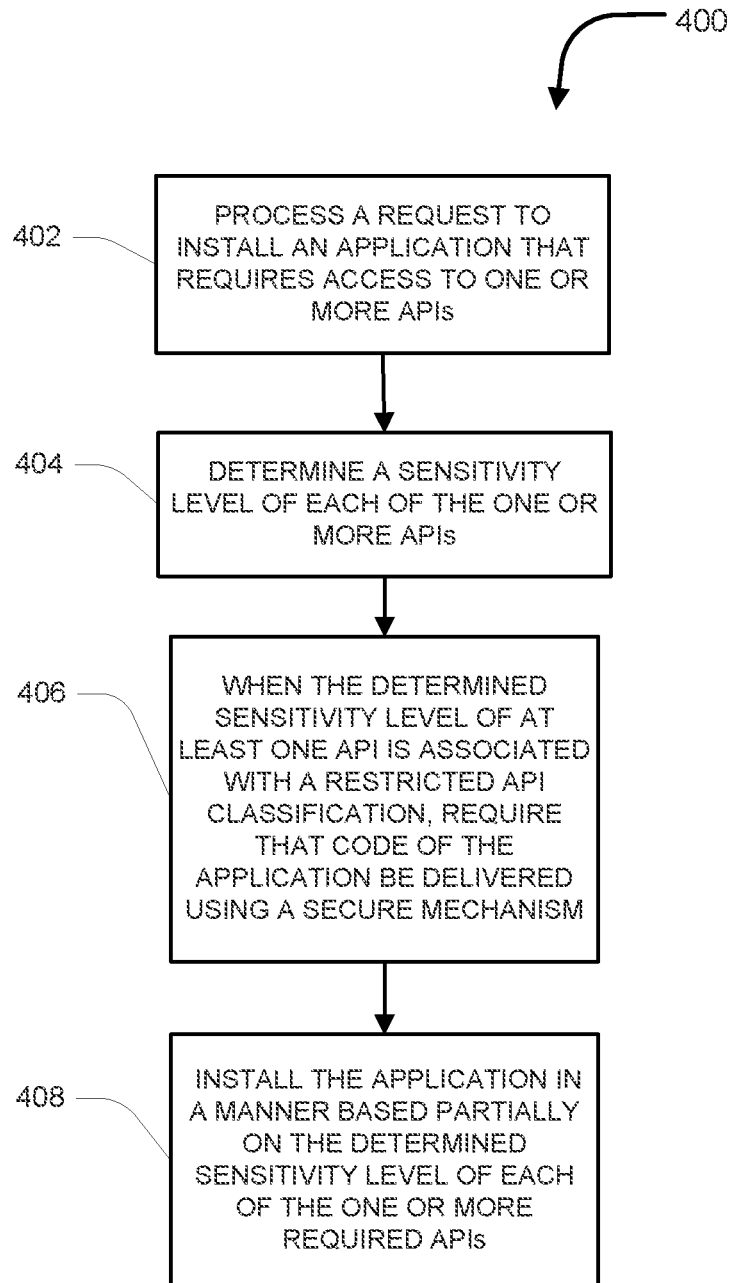 400
402
PROCESS A REQUEST TO
INSTALL AN APPLICATION THAT
REQUIRES ACCESS TO ONE OR
MORE APIs
404
DETERMINE A SENSITIVITY
LEVEL OF EACH OF THE ONE OR
MORE APIs
406
WHEN THE DETERMINED
SENSITIVITY LEVEL OF AT
LEAST ONE API IS ASSOCIATED
WITH A RESTRICTED API
CLASSIFICATION, REQUIRE
THAT CODE OF THE
APPLICATION BE DELIVERED
USING A SECURE MECHANISM
408
INSTALL THE APPLICATION IN
A MANNER BASED PARTIALLY
ON THE DETERMINED
SENSITIVITY LEVEL OF EACH
OF THE ONE OR MORE
REQUIRED APIs